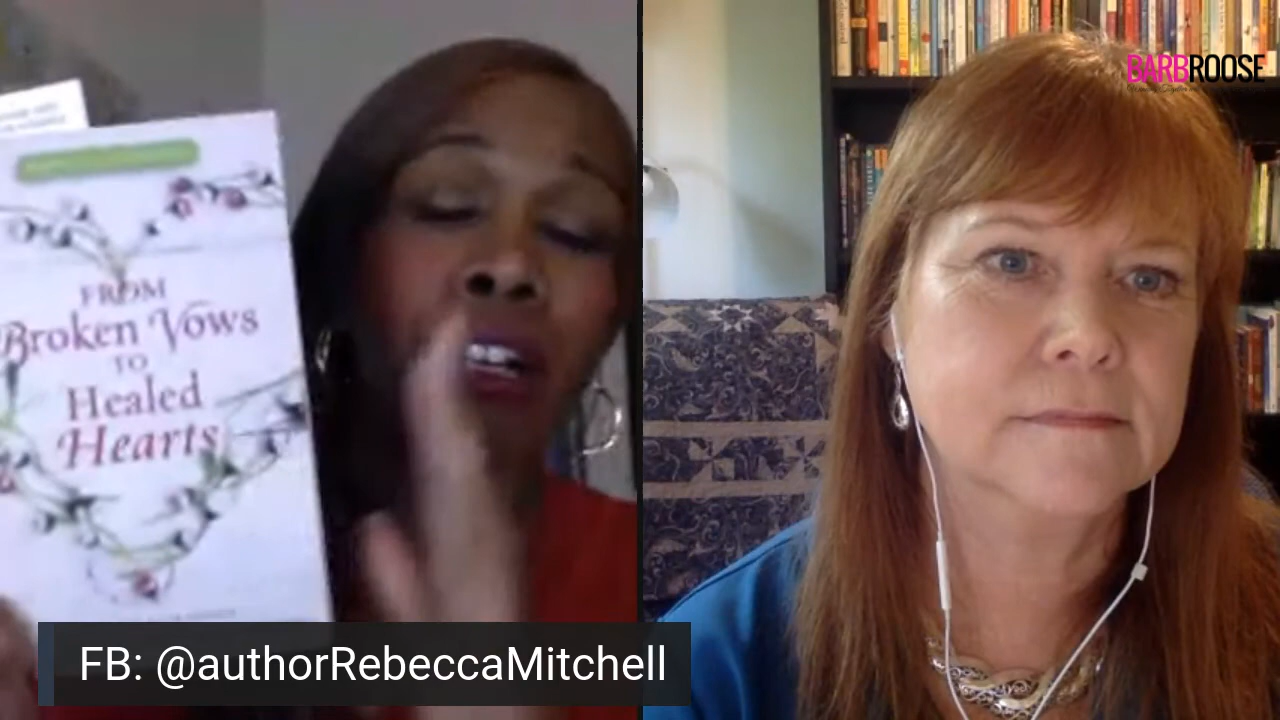 FROM
Broken Vows
TO
Healed
Hearts
BARBROOSE
FB: @authorRebeccaMitchell